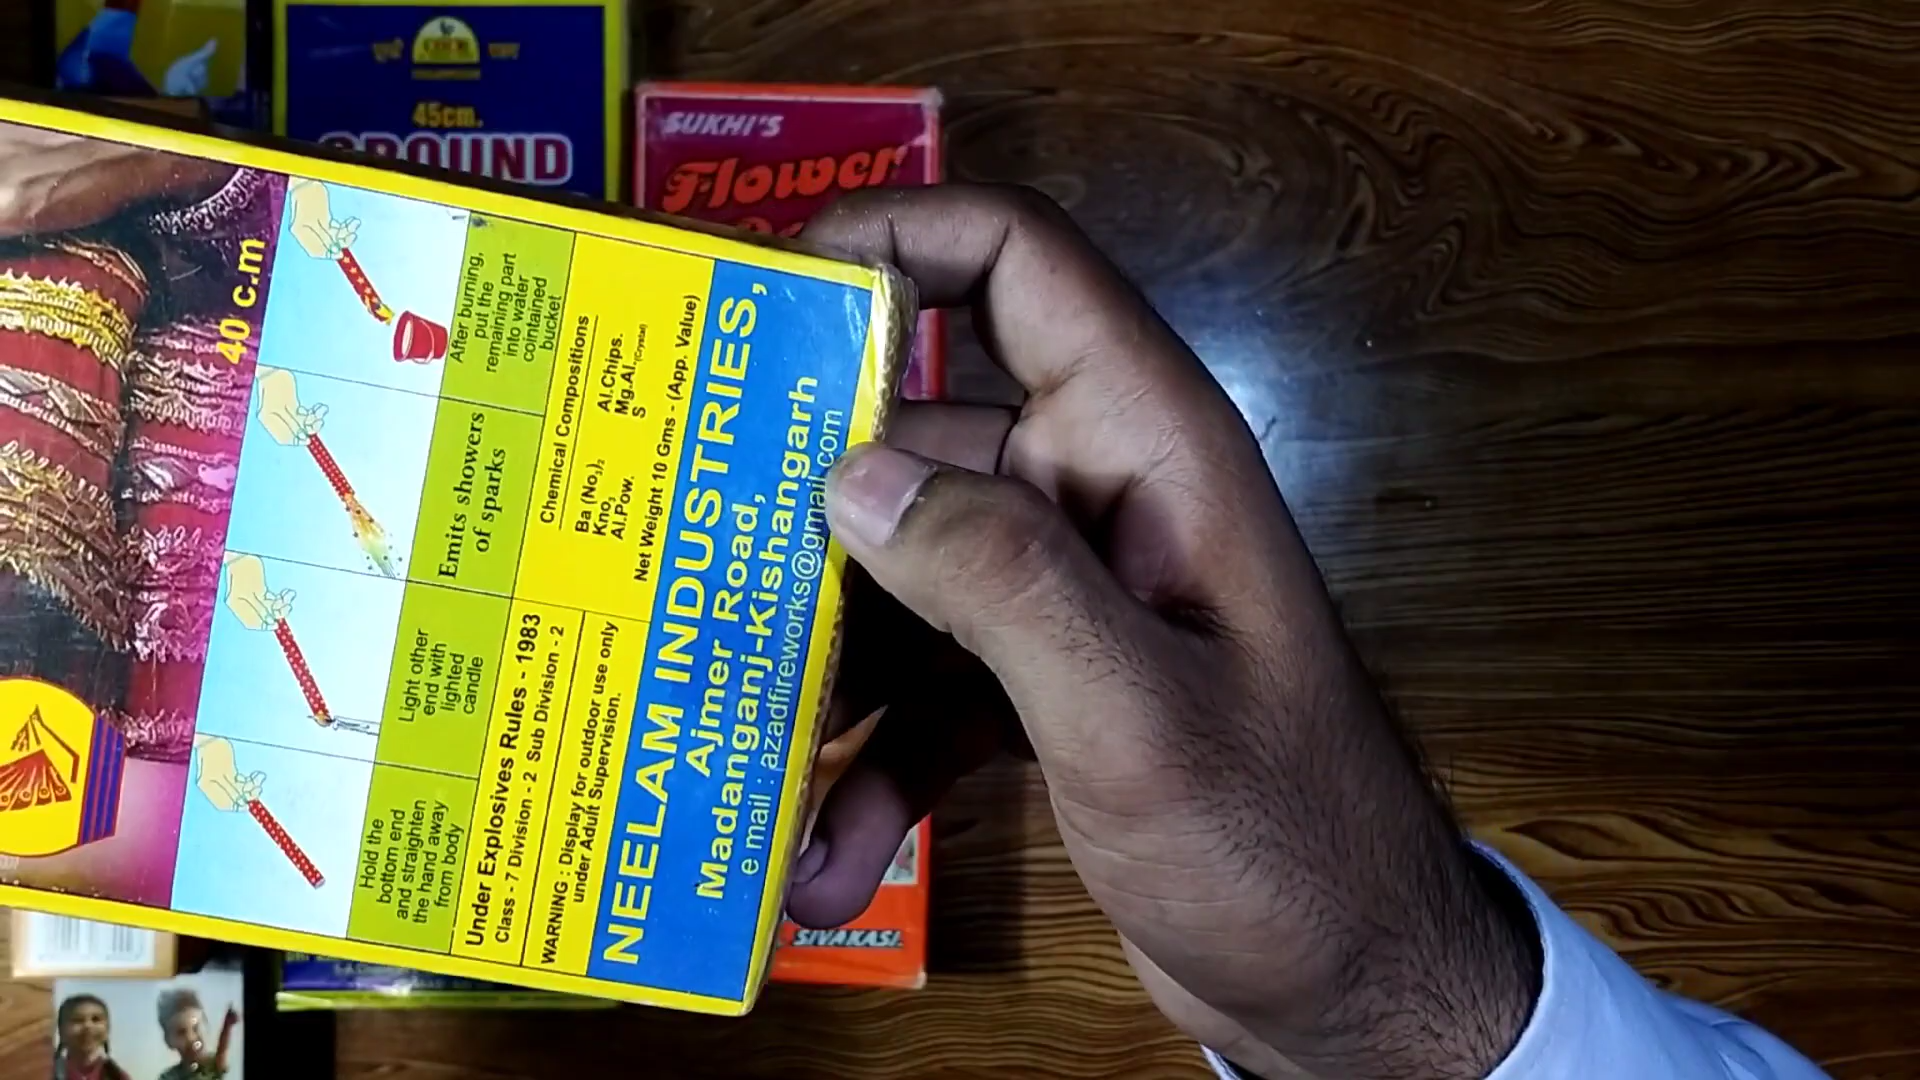 45cm.
GROUND
SUKHI'S
Flower
40 c.m
Hold the
bottom end
and straighten
the hand away
from body
Light other
end with
lighted
candle
Emits showers
of sparks
After burning,
put the
remaining part
into water
cointained
bucket
Under Explosives Rules - 1983
Class - 7 Division - 2 Sub Division - 2
WARNING : Display for outdoor use only
under Adult Supervision.
Chemical Compositions
Ba (No₃)₂ Al.Chips.
Kno₃ Mg.Al.(Crystal)
Al.Pow. S
Net Weight 10 Gms - (App. Value)
NEELAM INDUSTRIES,
Ajmer Road,
Madanganj-Kishangarh
e mail : azadfireworks@gmail.com
SIVAKASI.